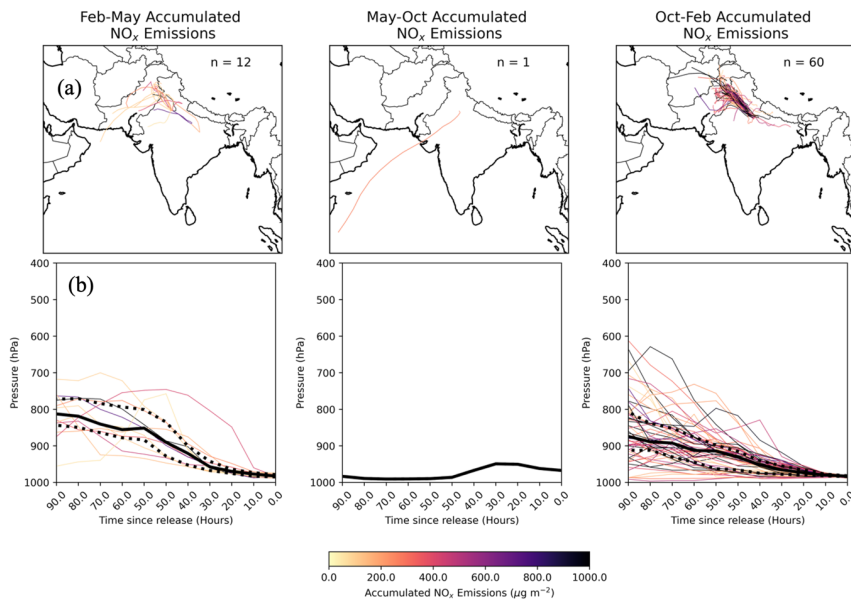 Feb-May Accumulated
NOₓ Emissions
May-Oct Accumulated
NOₓ Emissions
Oct-Feb Accumulated
NOₓ Emissions
(a)
n = 12
n = 1
n = 60
(b)
400
500
600
700
800
900
1000
Pressure (hPa)
90.0
80.0
70.0
60.0
50.0
40.0
30.0
20.0
10.0
0.0
Time since release (Hours)
400
500
600
700
800
900
1000
Pressure (hPa)
90.0
80.0
70.0
60.0
50.0
40.0
30.0
20.0
10.0
0.0
Time since release (Hours)
400
500
600
700
800
900
1000
Pressure (hPa)
90.0
80.0
70.0
60.0
50.0
40.0
30.0
20.0
10.0
0.0
Time since release (Hours)
0.0 200.0 400.0 600.0 800.0 1000.0
Accumulated NOₓ Emissions (μg m⁻²)